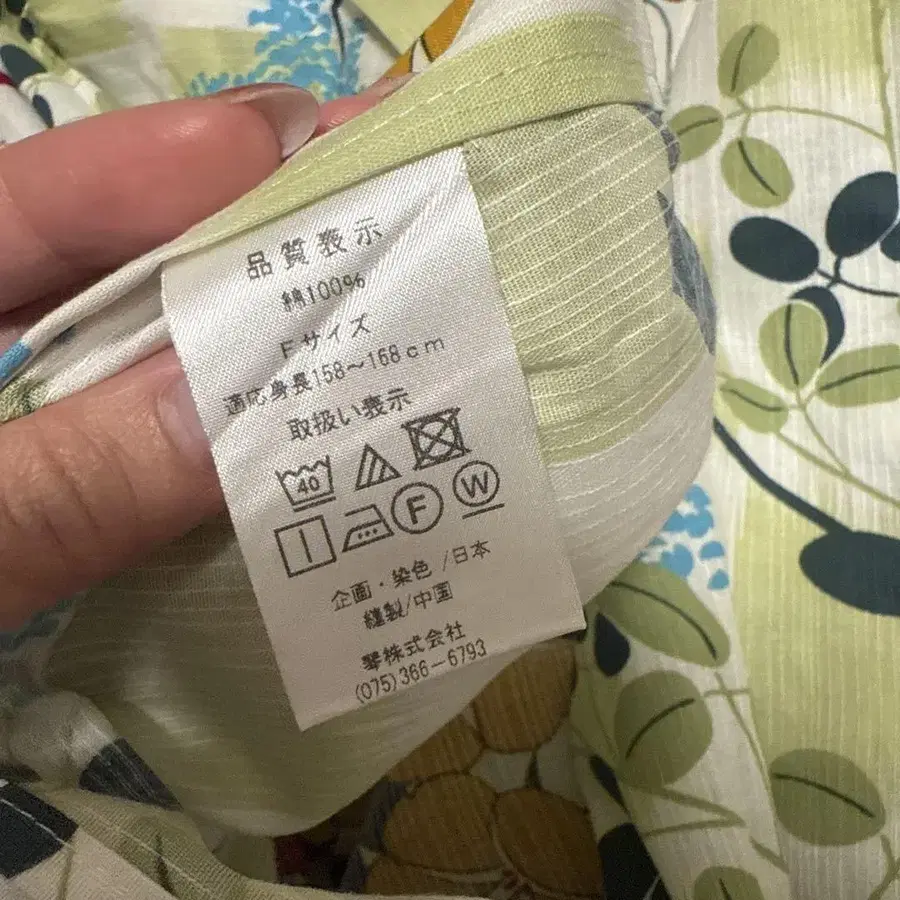 品質表示
綿100%
Fサイズ
適応身長158〜168cm
取扱い表示
40
F W
企画・染色/日本
縫製/中国
琴株式会社
(075)366-6793